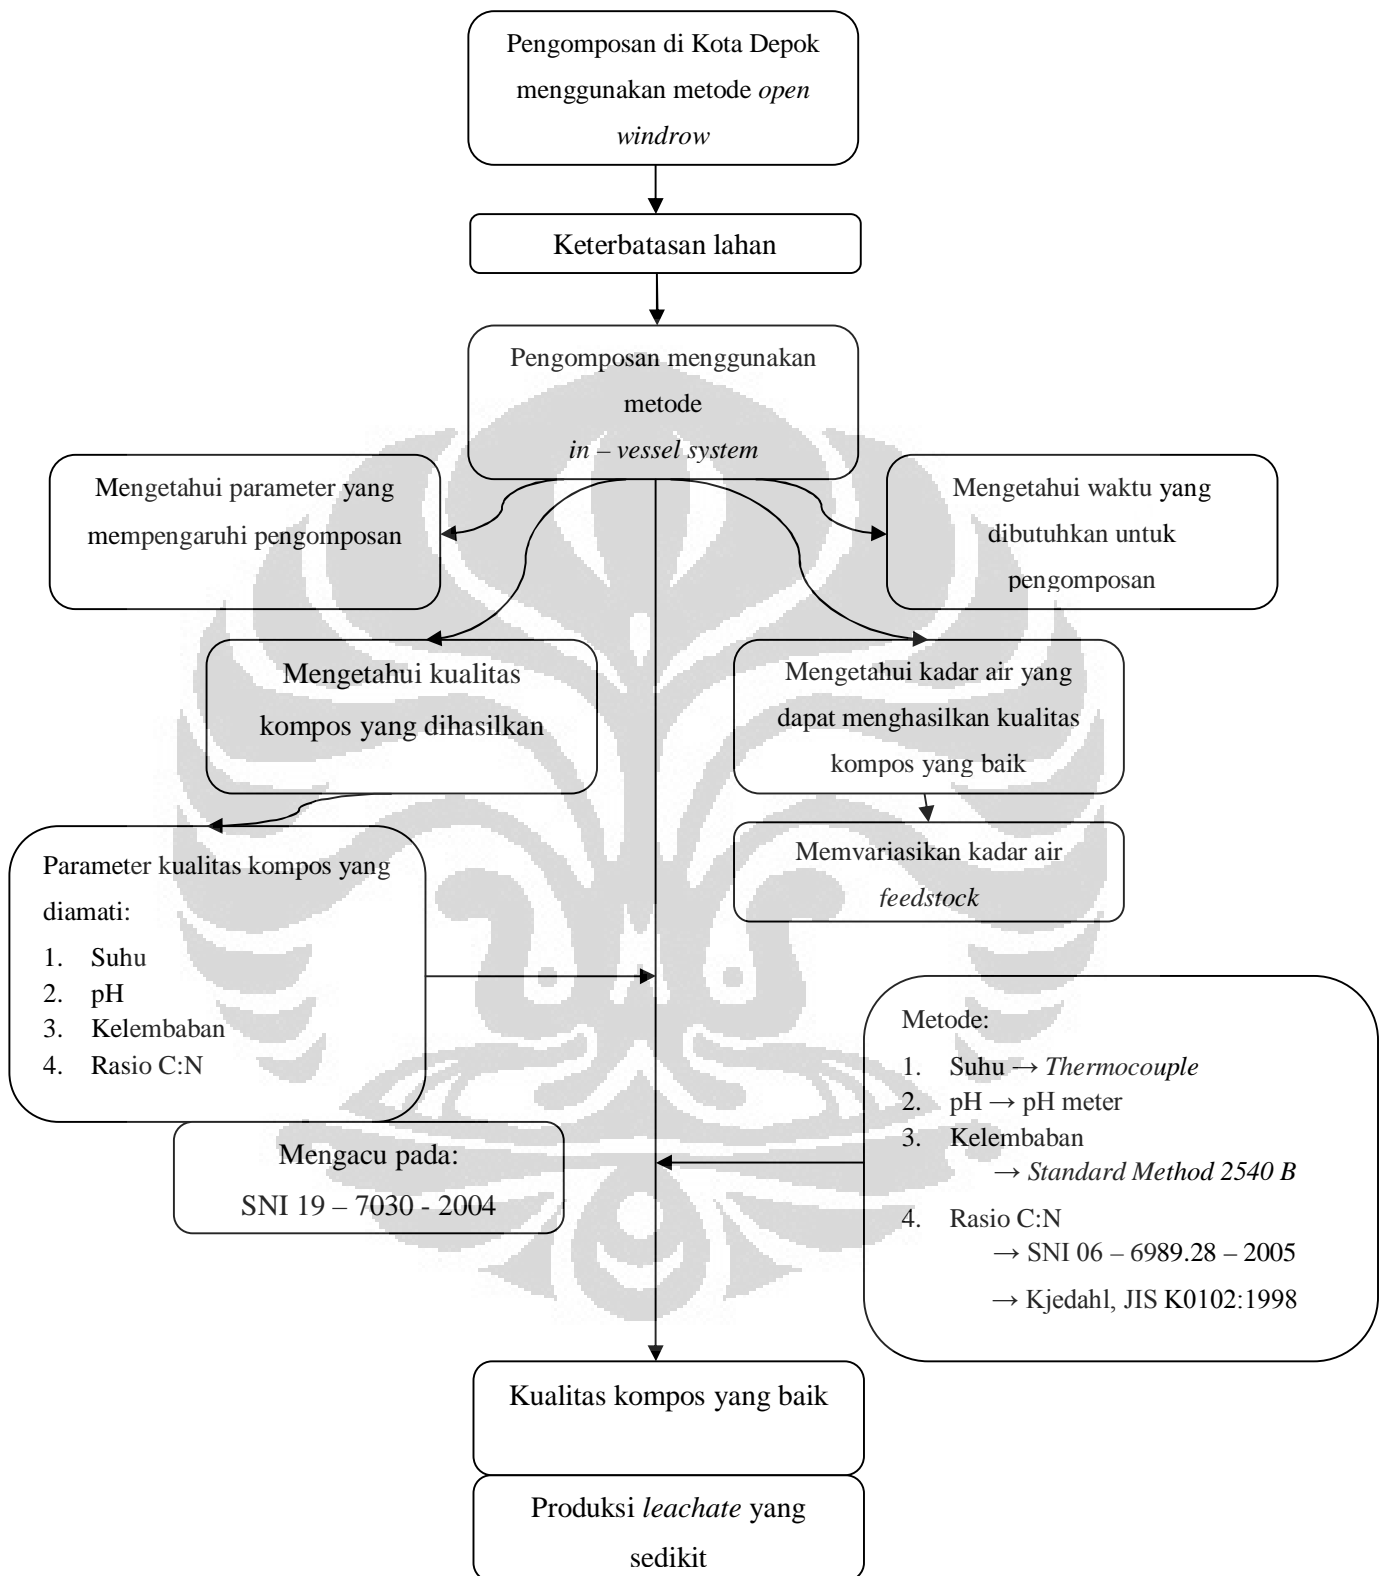 Pengomposan di Kota Depok
menggunakan metode open
windrow
Keterbatasan lahan
Pengomposan menggunakan
metode
in – vessel system
Mengetahui parameter yang
mempengaruhi pengomposan
Mengetahui waktu yang
dibutuhkan untuk
pengomposan
Mengetahui kualitas
kompos yang dihasilkan
Mengetahui kadar air yang
dapat menghasilkan kualitas
kompos yang baik
Memvariasikan kadar air
feedstock
Parameter kualitas kompos yang
diamati:
1. Suhu
2. pH
3. Kelembaban
4. Rasio C:N
Mengacu pada:
SNI 19 – 7030 - 2004
Metode:
1. Suhu → Thermocouple
2. pH → pH meter
3. Kelembaban
→ Standard Method 2540 B
4. Rasio C:N
→ SNI 06 – 6989.28 – 2005
→ Kjedahl, JIS K0102:1998
Kualitas kompos yang baik
Produksi leachate yang
sedikit